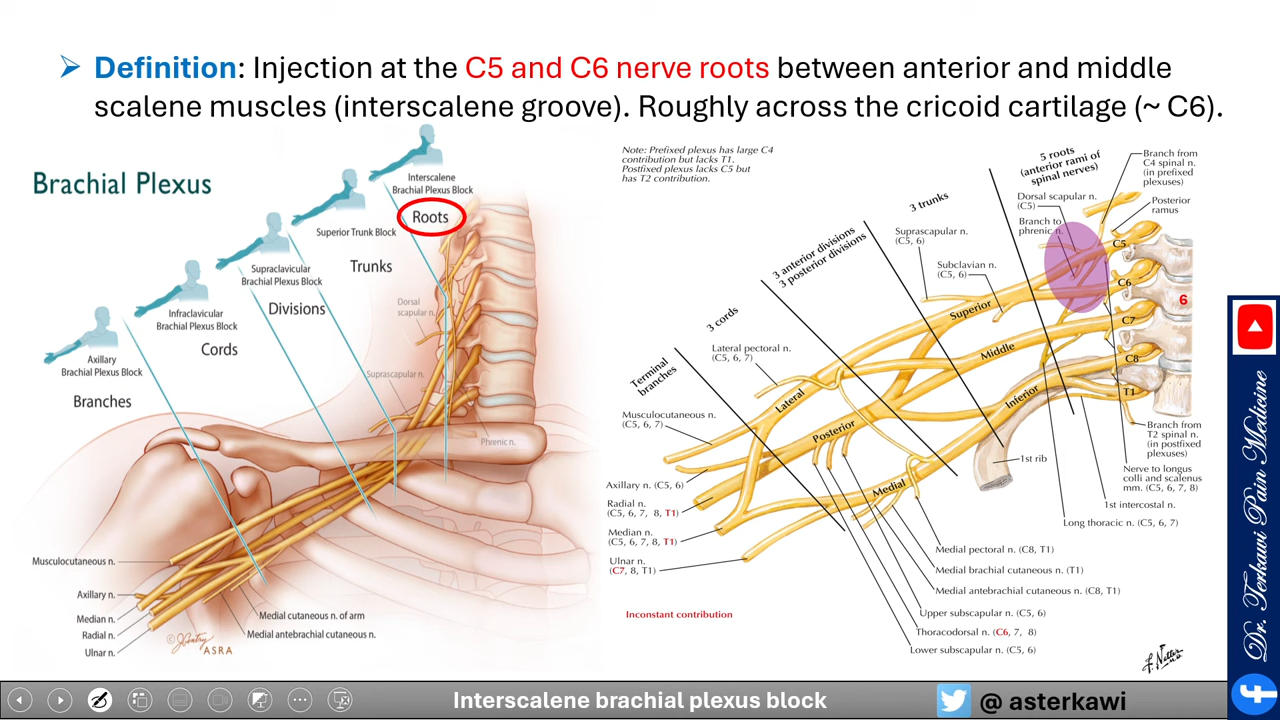 Definition: Injection at the C5 and C6 nerve roots between anterior and middle
scalene muscles (interscalene groove). Roughly across the cricoid cartilage (~ C6).
Brachial Plexus
Interscalene
Brachial Plexus Block
Roots
Superior Trunk Block
Trunks
Supraclavicular
Brachial Plexus Block
Divisions
Infraclavicular
Brachial Plexus Block
Cords
Axillary
Brachial Plexus Block
Branches
Dorsal
scapular n.
Suprascapular n.
Phrenic n.
Musculocutaneous n.
Axillary n.
Median n.
Radial n.
Ulnar n.
Medial cutaneous n. of arm
Medial antebrachial cutaneous n.
ASRA
Note: Prefixed plexus has large C4
contribution but lacks T1.
Postfixed plexus lacks C5 but
has T2 contribution.
5 roots
(anterior rami of
spinal nerves)
3 trunks
3 anterior divisions
3 posterior divisions
3 cords
Terminal
branches
Branch from
C4 spinal n.
(in prefixed
plexuses)
Dorsal scapular n.
(C5)
Posterior
ramus
Branch to
phrenic n.
Suprascapular n.
(C5, 6)
Subclavian n.
(C5, 6)
C5
C6
6
C7
C8
T1
Superior
Middle
Inferior
Lateral pectoral n.
(C5, 6, 7)
Lateral
Posterior
Medial
Musculocutaneous n.
(C5, 6, 7)
Axillary n. (C5, 6)
Radial n.
(C5, 6, 7, 8, T1)
Median n.
(C5, 6, 7, 8, T1)
Ulnar n.
(C7, 8, T1)
1st rib
Branch from
T2 spinal n.
(in postfixed
plexuses)
Nerve to longus
colli and scalenus
mm. (C5, 6, 7, 8)
1st intercostal n.
Long thoracic n. (C5, 6, 7)
Medial pectoral n. (C8, T1)
Medial brachial cutaneous n. (T1)
Medial antebrachial cutaneous n. (C8, T1)
Upper subscapular n. (C5, 6)
Thoracodorsal n. (C6, 7, 8)
Lower subscapular n. (C5, 6)
Inconstant contribution
Dr. Terkawi Pain Medicine
Interscalene brachial plexus block
@ asterkawi